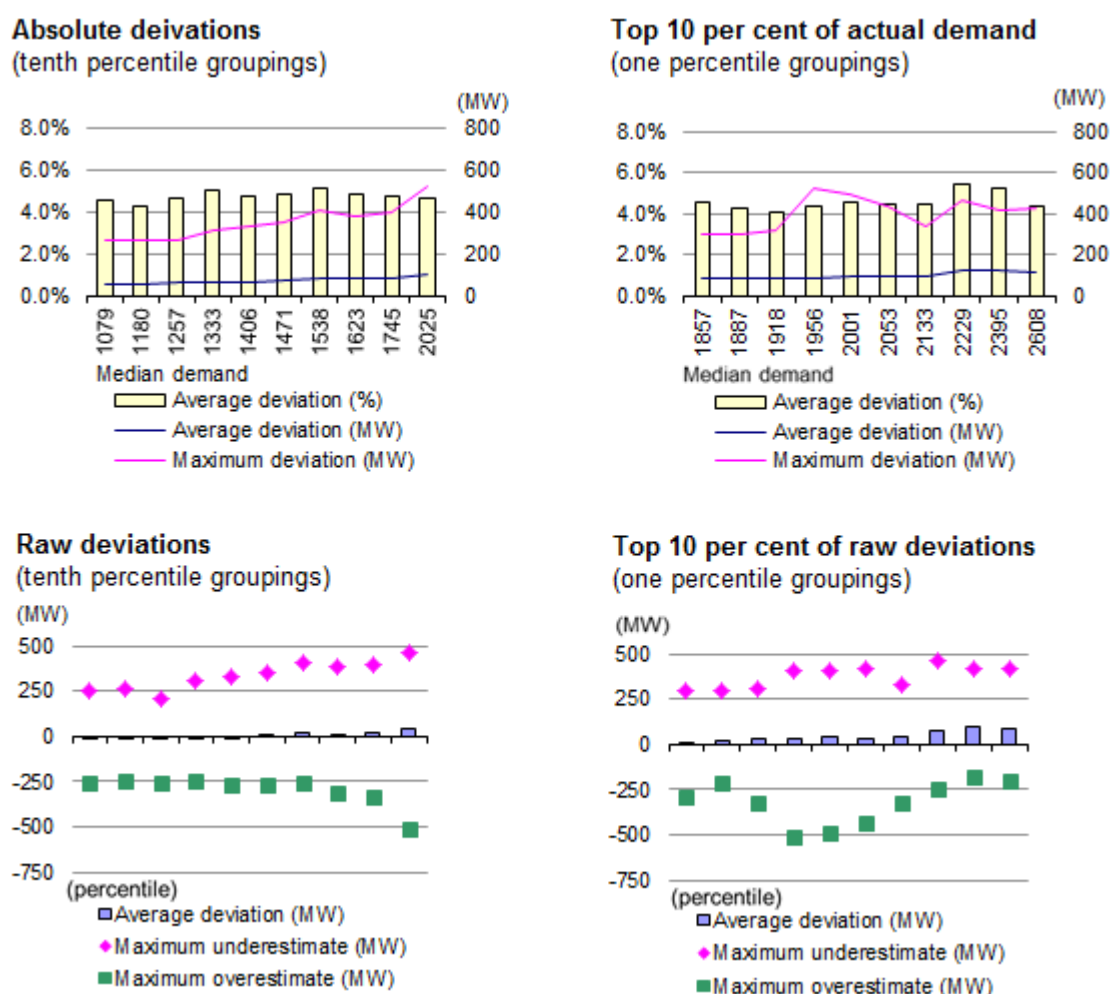 Absolute deivations
(tenth percentile groupings)
(MW)
8.0%
6.0%
4.0%
2.0%
0.0%
800
600
400
200
0
1079
1180
1257
1333
1406
1471
1538
1623
1745
2025
Median demand
Average deviation (%)
Average deviation (MW)
Maximum deviation (MW)
Top 10 per cent of actual demand
(one percentile groupings)
(MW)
8.0%
6.0%
4.0%
2.0%
0.0%
800
600
400
200
0
1857
1887
1918
1956
2001
2053
2133
2229
2395
2608
Median demand
Average deviation (%)
Average deviation (MW)
Maximum deviation (MW)
Raw deviations
(tenth percentile groupings)
(MW)
500
250
0
-250
-500
-750
(percentile)
Average deviation (MW)
Maximum underestimate (MW)
Maximum overestimate (MW)
Top 10 per cent of raw deviations
(one percentile groupings)
(MW)
500
250
0
-250
-500
-750
(percentile)
Average deviation (MW)
Maximum underestimate (MW)
Maximum overestimate (MW)